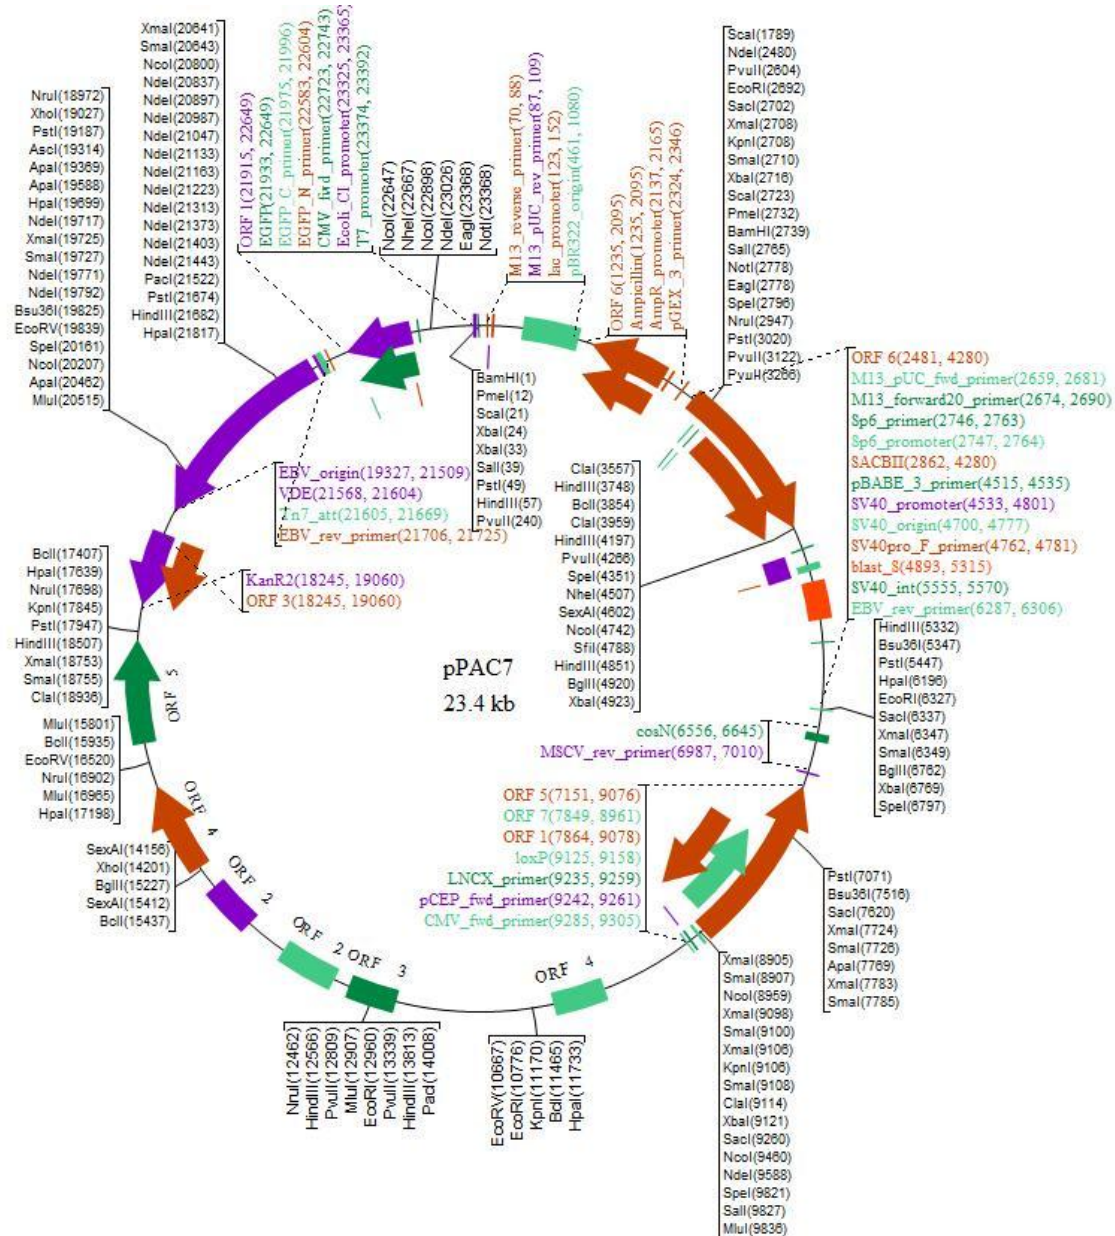 XmaI(20641)
SmaI(20643)
NcoI(20800)
NdeI(20837)
NdeI(20897)
NdeI(20987)
NdeI(21047)
NdeI(21133)
NdeI(21163)
NdeI(21223)
NdeI(21313)
NdeI(21373)
NdeI(21403)
NdeI(21443)
PacI(21522)
PstI(21674)
HindIII(21682)
HpaI(21817)
NruI(18972)
XhoI(19027)
PstI(19187)
AscI(19314)
ApaI(19369)
ApaI(19588)
HpaI(19699)
NdeI(19717)
XmaI(19725)
SmaI(19727)
NdeI(19771)
NdeI(19792)
Bsu36I(19825)
EcoRV(19839)
SpeI(20161)
NcoI(20207)
ApaI(20462)
MluI(20515)
ORF 1(21915, 22649)
EGFP(21933, 22649)
EGFP_C_primer(21975, 21996)
EGFP_N_primer(22583, 22604)
CMV_fwd_primer(22723, 22743)
Ecoli_CI_promoter(23325, 23365)
T7_promoter(23374, 23392)
NcoI(22647)
NheI(22667)
NcoI(22898)
NdeI(23026)
EagI(23368)
NotI(23368)
M13_reverse_primer(70, 88)
M13_pUC_rev_primer(87, 109)
lac_promoter(123, 152)
pBR322_origin(461, 1080)
ORF 6(1235, 2095)
Ampicillin(1235, 2095)
AmpR_promoter(2137, 2165)
pGEX_3_primer(2324, 2346)
ScaI(1789)
NdeI(2480)
PvuII(2604)
EcoRI(2692)
SacI(2702)
XmaI(2708)
KpnI(2708)
SmaI(2710)
XbaI(2716)
ScaI(2723)
PmeI(2732)
BamHI(2739)
SalI(2765)
NotI(2778)
EagI(2778)
SpeI(2796)
NruI(2947)
PstI(3020)
PvuII(3122)
PvuII(3266)
ORF 6(2481, 4280)
M13_pUC_fwd_primer(2659, 2681)
M13_forward20_primer(2674, 2690)
Sp6_primer(2746, 2763)
Sp6_promoter(2747, 2764)
SACBII(2862, 4280)
pBABE_3_primer(4515, 4535)
SV40_promoter(4533, 4801)
SV40_origin(4700, 4777)
SV40pro_F_primer(4762, 4781)
blast_S(4893, 5315)
SV40_int(5555, 5570)
EBV_rev_primer(6287, 6306)
BamHI(1)
PmeI(12)
ScaI(21)
XbaI(24)
XbaI(33)
SalI(39)
PstI(49)
HindIII(57)
PvuII(240)
ClaI(3557)
HindIII(3748)
BclI(3854)
ClaI(3959)
HindIII(4197)
PvuII(4266)
SpeI(4351)
NheI(4507)
SexAI(4602)
NcoI(4742)
SfiI(4788)
HindIII(4851)
BglII(4920)
XbaI(4923)
EBV_origin(19327, 21509)
VDE(21568, 21604)
Tn7_att(21605, 21669)
EBV_rev_primer(21706, 21725)
KanR2(18245, 19060)
ORF 3(18245, 19060)
BclI(17407)
HpaI(17639)
NruI(17698)
KpnI(17845)
PstI(17947)
HindIII(18507)
XmaI(18753)
SmaI(18755)
ClaI(18936)
pPAC7
23.4 kb
HindIII(5332)
Bsu36I(5347)
PstI(5447)
HpaI(6196)
EcoRI(6327)
SacI(6337)
XmaI(6347)
SmaI(6349)
BglII(6762)
XbaI(6769)
SpeI(6797)
ORF 5
MluI(15801)
BclI(15935)
EcoRV(16520)
NruI(16902)
MluI(16965)
HpaI(17198)
cosN(6556, 6645)
MSCV_rev_primer(6987, 7010)
ORF 5(7151, 9076)
ORF 7(7849, 8961)
ORF 1(7864, 9078)
loxP(9125, 9158)
LNCX_primer(9235, 9259)
pCEP_fwd_primer(9242, 9261)
CMV_fwd_primer(9285, 9305)
ORF 4
SexAI(14156)
XhoI(14201)
BglII(15227)
SexAI(15412)
BclI(15437)
ORF 2
ORF 2
ORF 3
ORF 4
PstI(7071)
Bsu36I(7516)
SacI(7620)
XmaI(7724)
SmaI(7726)
ApaI(7769)
XmaI(7783)
SmaI(7785)
XmaI(8905)
SmaI(8907)
NcoI(8959)
XmaI(9098)
SmaI(9100)
XmaI(9106)
KpnI(9106)
SmaI(9108)
ClaI(9114)
XbaI(9121)
SacI(9260)
NcoI(9460)
NdeI(9588)
SpeI(9821)
SalI(9827)
MluI(9836)
NruI(12462)
HindIII(12566)
PvuII(12809)
MluI(12907)
EcoRI(12960)
PvuII(13339)
HindIII(13813)
PacI(14008)
EcoRV(10667)
EcoRI(10776)
KpnI(11170)
BclI(11465)
HpaI(11733)